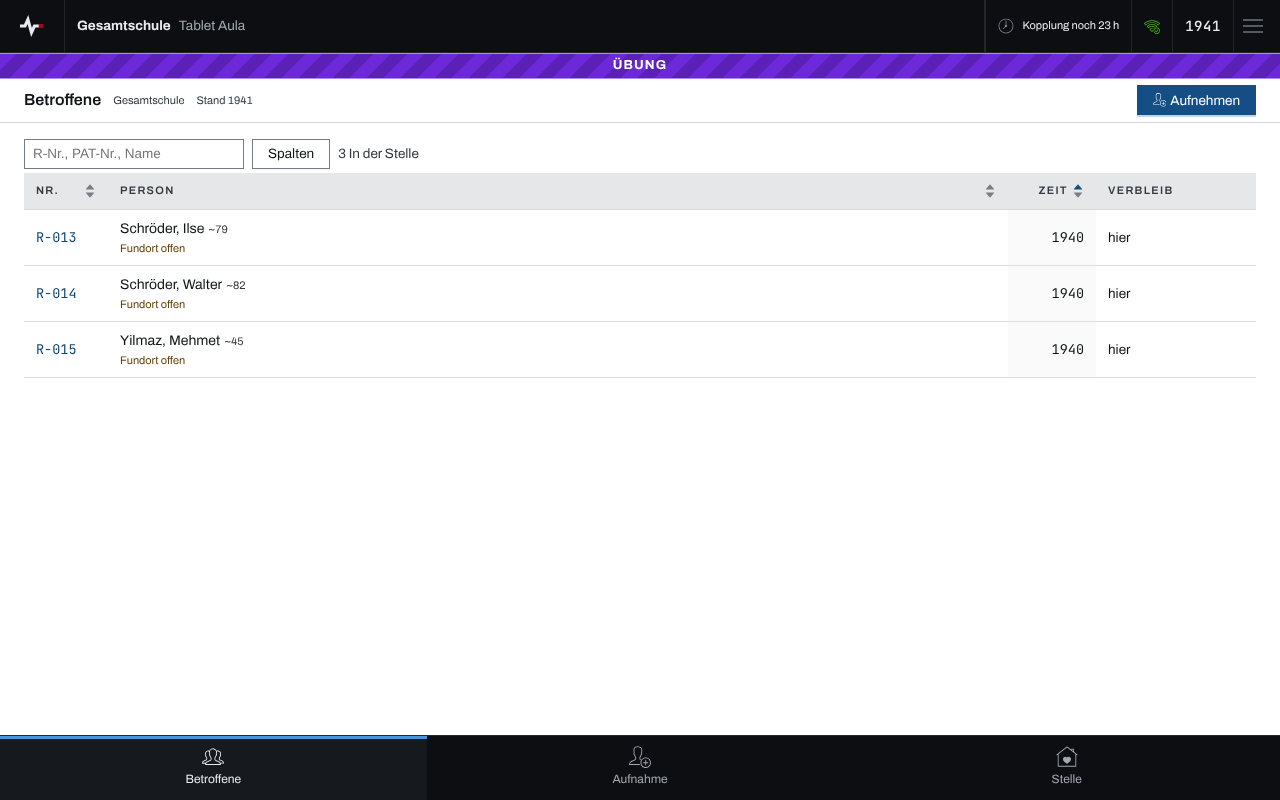 Gesamtschule Tablet Aula Kopplung noch 23 h 1941
ÜBUNG
Betroffene Gesamtschule Stand 1941 Aufnehmen
R-Nr., PAT-Nr., Name Spalten 3 In der Stelle
NR. PERSON ZEIT VERBLEIB
R-013 Schröder, Ilse ~79 1940 hier
Fundort offen
R-014 Schröder, Walter ~82 1940 hier
Fundort offen
R-015 Yilmaz, Mehmet ~45 1940 hier
Fundort offen
Betroffene Aufnahme Stelle